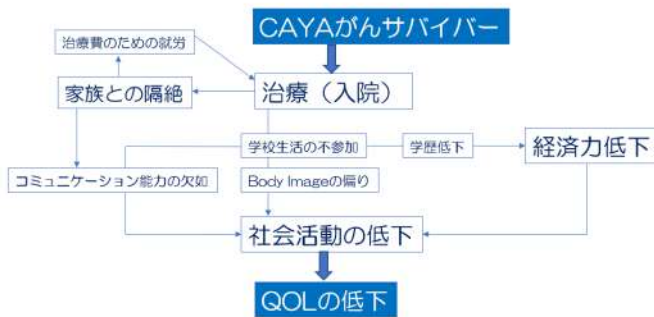 CAYAがんサバイバー
治療費のための就労
家族との隔絶
治療（入院）
学校生活の不参加
学歴低下
経済力低下
コミュニケーション能力の欠如
Body Imageの偏り
社会活動の低下
QOLの低下